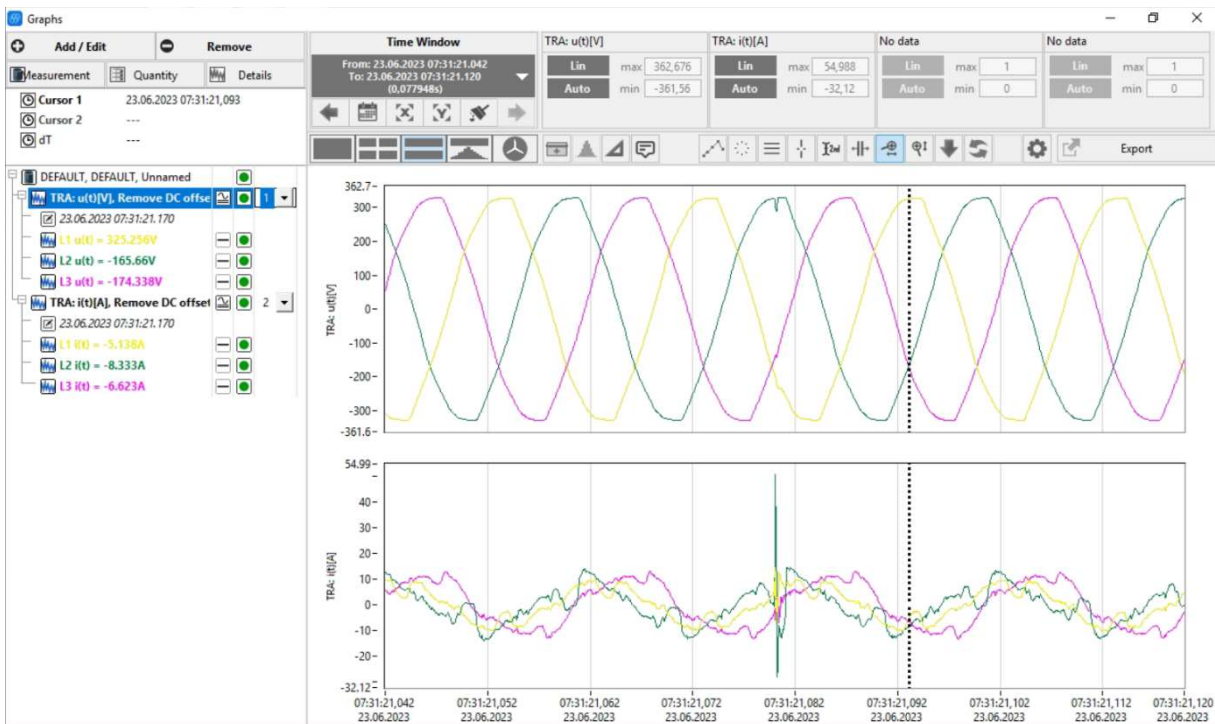 Graphs
Add / Edit
Remove
Measurement
Quantity
Details
Cursor 1 23.06.2023 07:31:21,093
Cursor 2 ---
dT ---
Time Window
From: 23.06.2023 07:31:21.042
To: 23.06.2023 07:31:21.120
(0,077948s)
TRA: u(t)[V]
Lin max 362,676
Auto min -361,56
TRA: i(t)[A]
Lin max 54,988
Auto min -32,12
No data
Lin max 1
Auto min 0
No data
Lin max 1
Auto min 0
Export
DEFAULT, DEFAULT, Unnamed
TRA: u(t)[V], Remove DC offse 1
23.06.2023 07:31:21.170
L1 u(t) = 325.256V
L2 u(t) = -165.66V
L3 u(t) = -174.338V
TRA: i(t)[A], Remove DC offset 2
23.06.2023 07:31:21.170
L1 i(t) = -5.138A
L2 i(t) = -8.333A
L3 i(t) = -6.623A
TRA: u(t)[V]
362.7-
300-
200-
100-
0-
-100-
-200-
-300-
-361.6-
TRA: i(t)[A]
54.99-
40-
30-
20-
10-
0-
-10-
-20-
-32.12-
07:31:21,042 07:31:21,052 07:31:21,062 07:31:21,072 07:31:21,082 07:31:21,092 07:31:21,102 07:31:21,112 07:31:21,120
23.06.2023 23.06.2023 23.06.2023 23.06.2023 23.06.2023 23.06.2023 23.06.2023 23.06.2023 23.06.2023